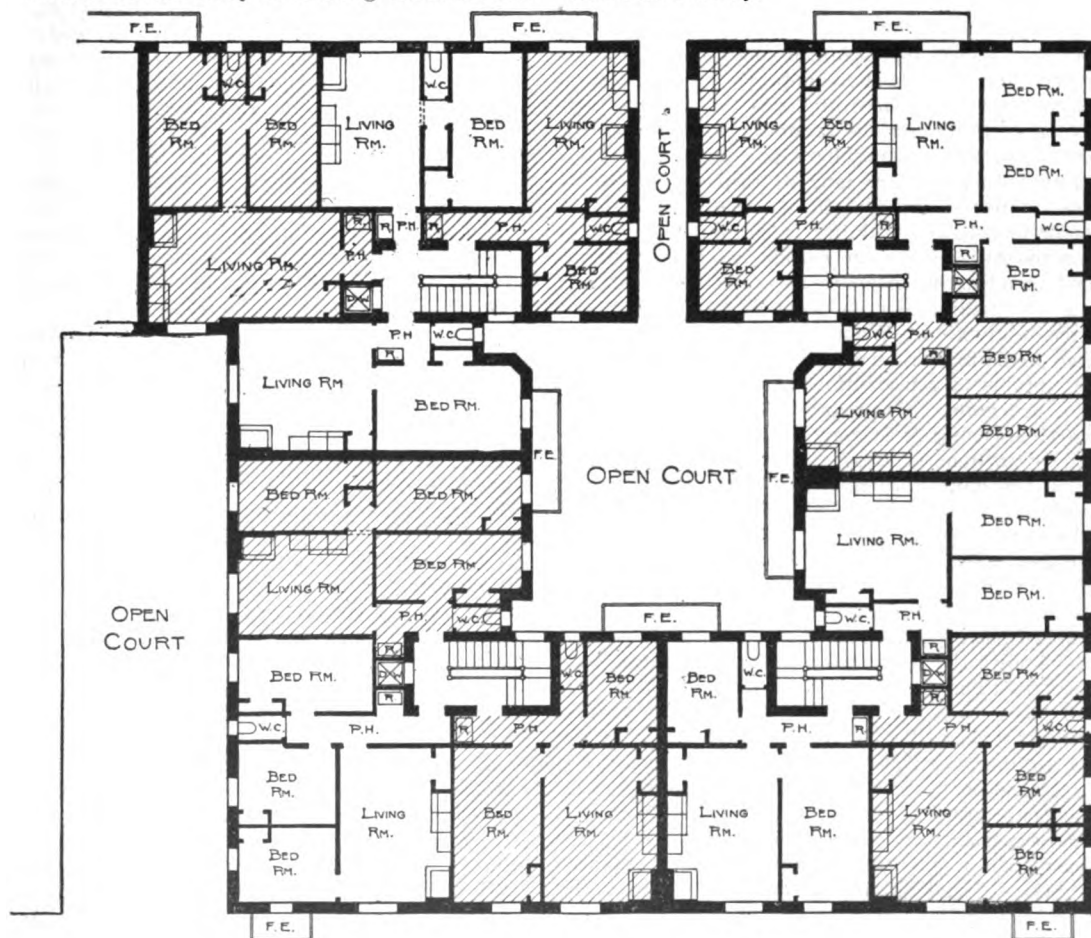 F.E.
F.E.
F.E.
BED
RM.
W.C.
BED
RM.
LIVING
RM.
W.C.
BED
RM.
LIVING
RM.
OPEN COURT
LIVING
RM.
BED
RM.
LIVING
RM.
BED RM.
BED RM.
LIVING RM.
R.
P.H.
R.
P.H.
R.
P.H.
W.C.
BED
RM.
D.W.
W.C.
P.H.
R.
BED
RM.
P.H.
W.C.
R.
D.W.
BED
RM.
P.H
W.C.
R.
LIVING RM
BED RM.
F.E.
OPEN COURT
F.E.
W.C.
P.H.
R.
BED RM
LIVING RM.
BED RM.
BED RM
BED RM.
LIVING RM.
BED RM.
P.H.
W.C.
LIVING RM.
BED RM.
BED RM.
W.C.
P.H.
OPEN
COURT
F.E.
BED RM.
R.
D.W.
R.
W.C.
P.H.
W.C.
BED
RM.
P.H.
R.
BED
RM.
W.C.
P.H.
R.
R.
D.W.
R.
BED RM.
P.H.
W.C.
BED
RM.
BED
RM.
LIVING
RM.
BED
RM.
LIVING
RM.
LIVING
RM.
BED
RM.
LIVING
RM.
BED
RM.
BED
RM.
F.E.
F.E.